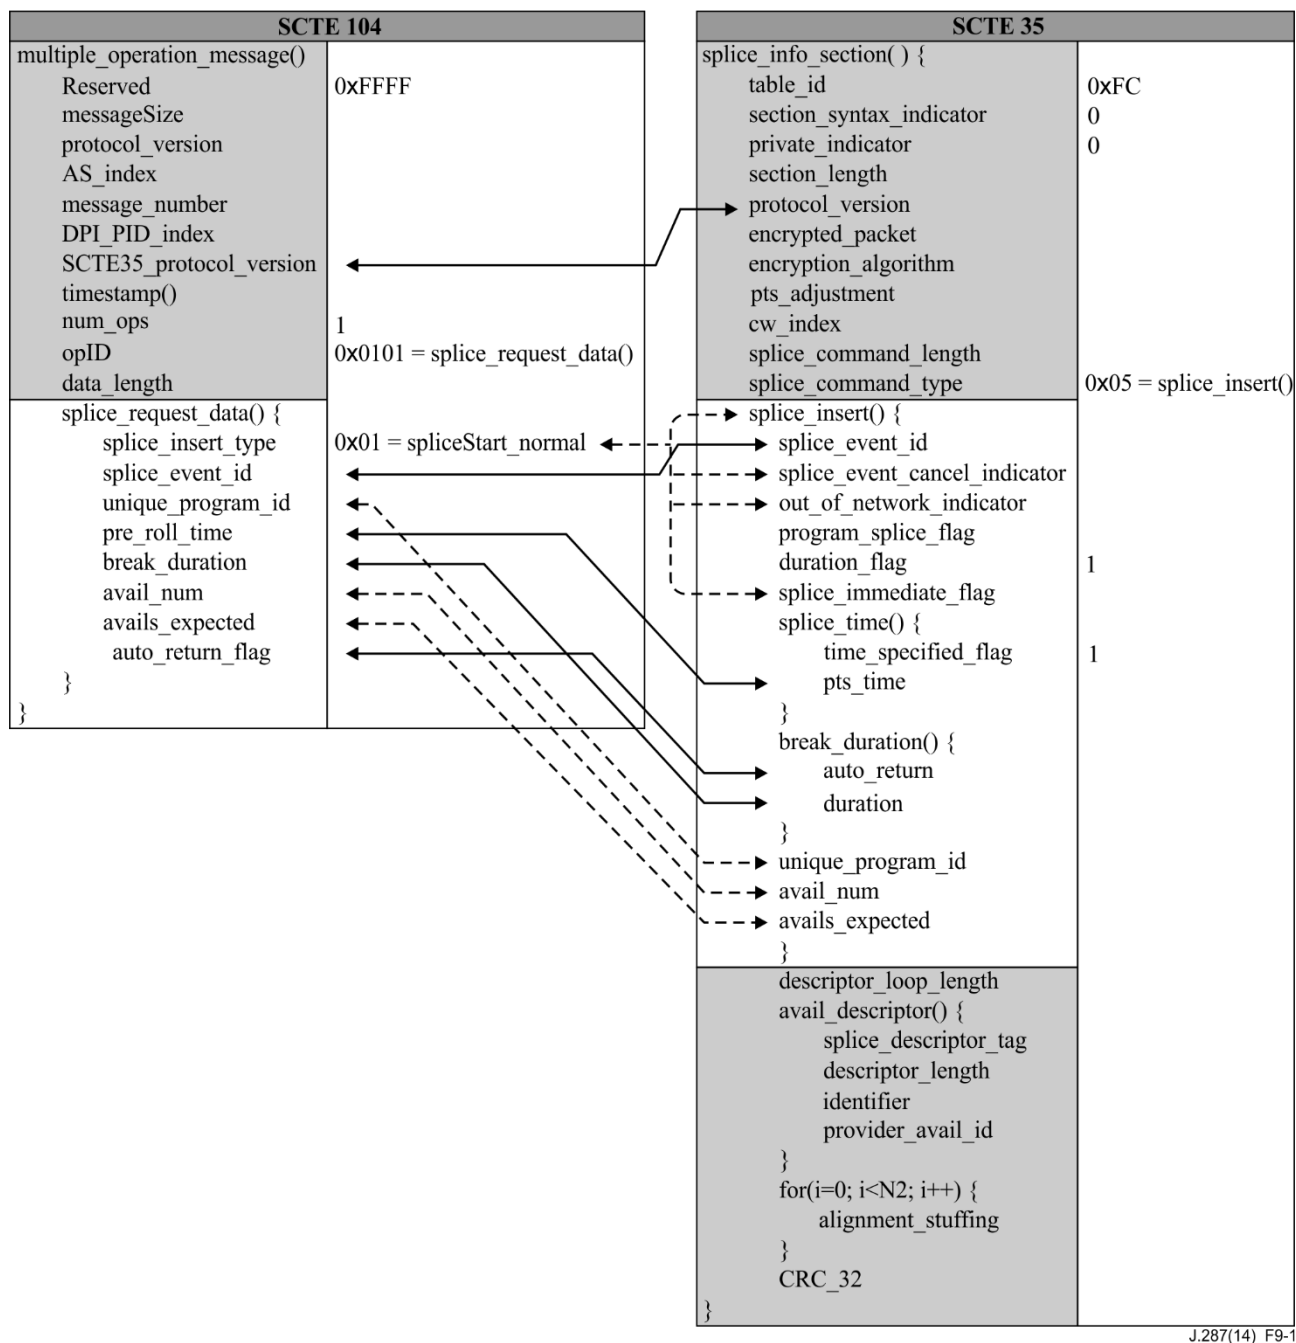 SCTE 104
multiple_operation_message()
Reserved 0xFFFF
messageSize
protocol_version
AS_index
message_number
DPI_PID_index
SCTE35_protocol_version
timestamp()
num_ops 1
opID 0x0101 = splice_request_data()
data_length
splice_request_data() {
splice_insert_type 0x01 = spliceStart_normal
splice_event_id
unique_program_id
pre_roll_time
break_duration
avail_num
avails_expected
auto_return_flag
}
}
SCTE 35
splice_info_section( ) {
table_id 0xFC
section_syntax_indicator 0
private_indicator 0
section_length
protocol_version
encrypted_packet
encryption_algorithm
pts_adjustment
cw_index
splice_command_length
splice_command_type 0x05 = splice_insert()
splice_insert() {
splice_event_id
splice_event_cancel_indicator
out_of_network_indicator
program_splice_flag
duration_flag 1
splice_immediate_flag
splice_time() {
time_specified_flag 1
pts_time
}
break_duration() {
auto_return
duration
}
unique_program_id
avail_num
avails_expected
}
descriptor_loop_length
avail_descriptor() {
splice_descriptor_tag
descriptor_length
identifier
provider_avail_id
}
for(i=0; i<N2; i++) {
alignment_stuffing
}
CRC_32
}
J.287(14)_F9-1